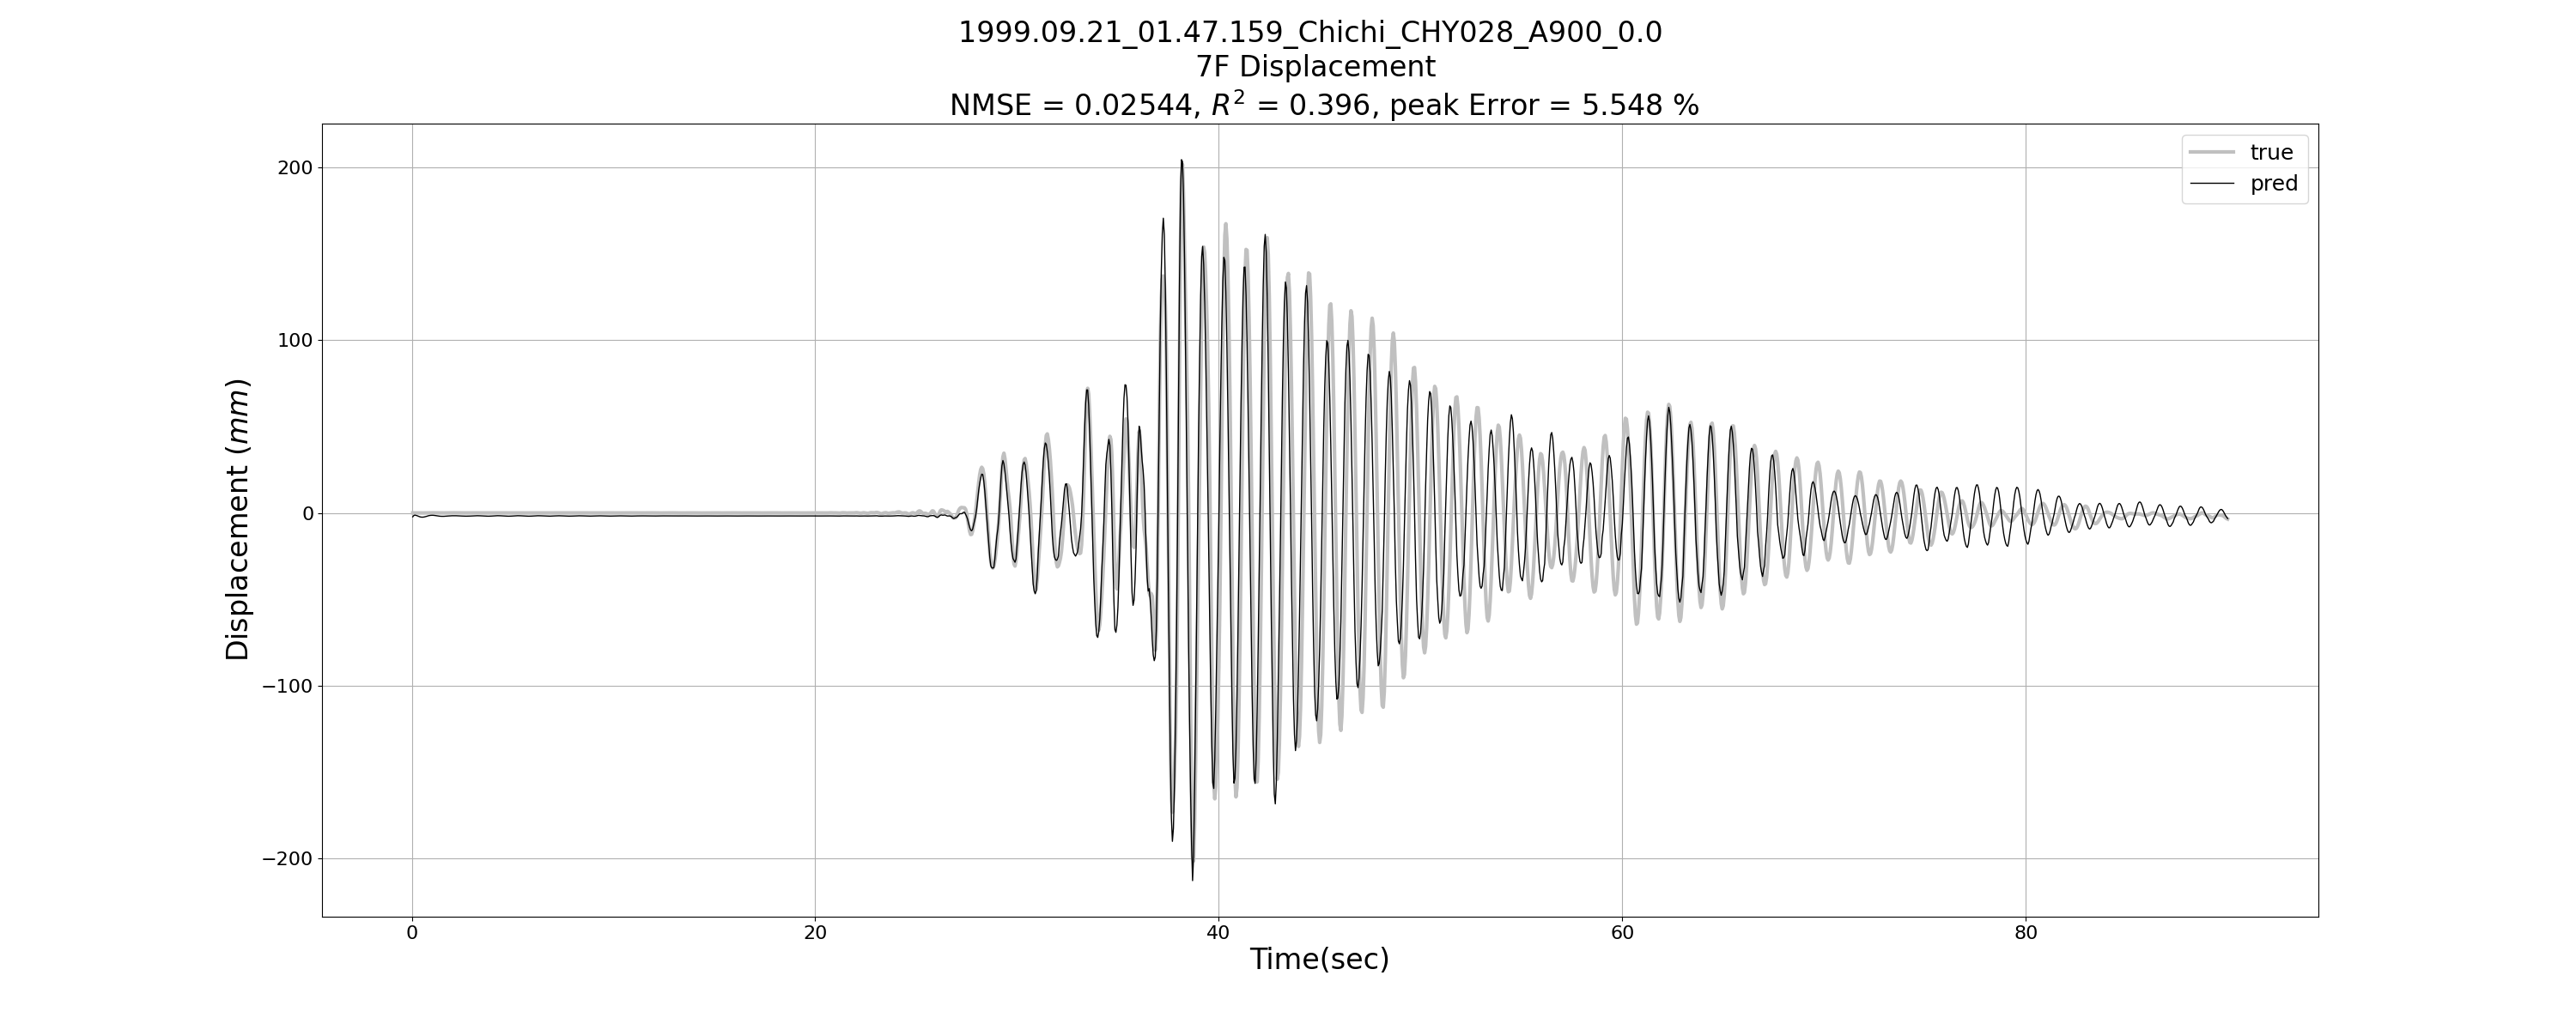 1999.09.21_01.47.159_Chichi_CHY028_A900_0.0
7F Displacement
NMSE = 0.02544, R² = 0.396, peak Error = 5.548 %
true
pred
200
100
0
−100
−200
Displacement (mm)
0
20
40
60
80
Time(sec)